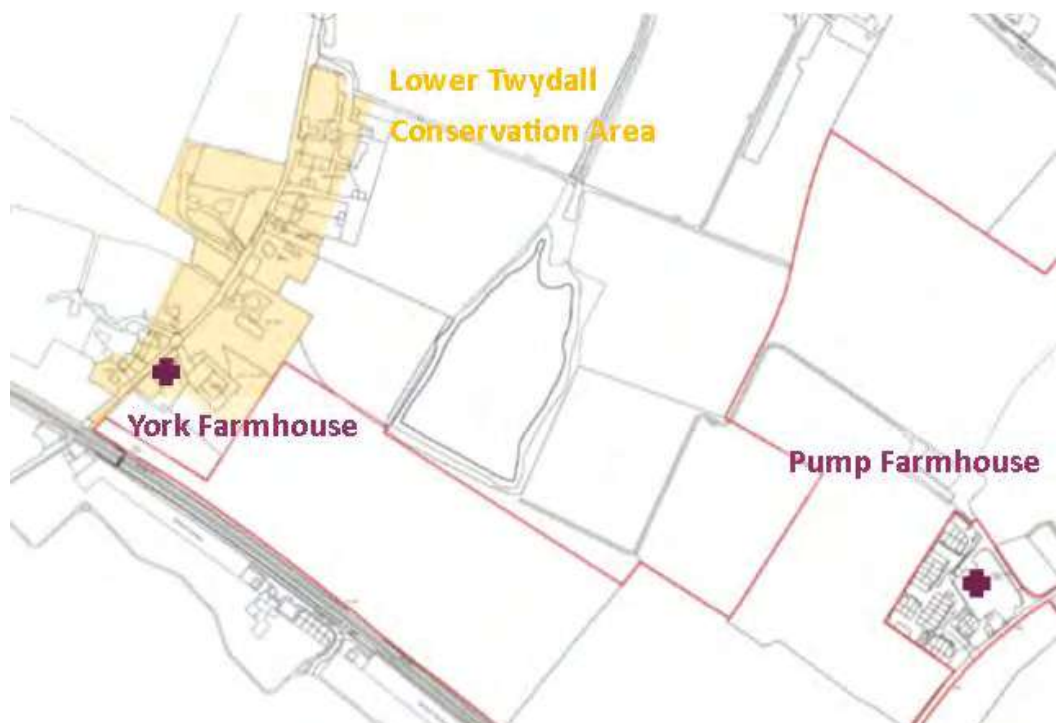 Lower Twydall
Conservation Area
York Farmhouse
Pump Farmhouse